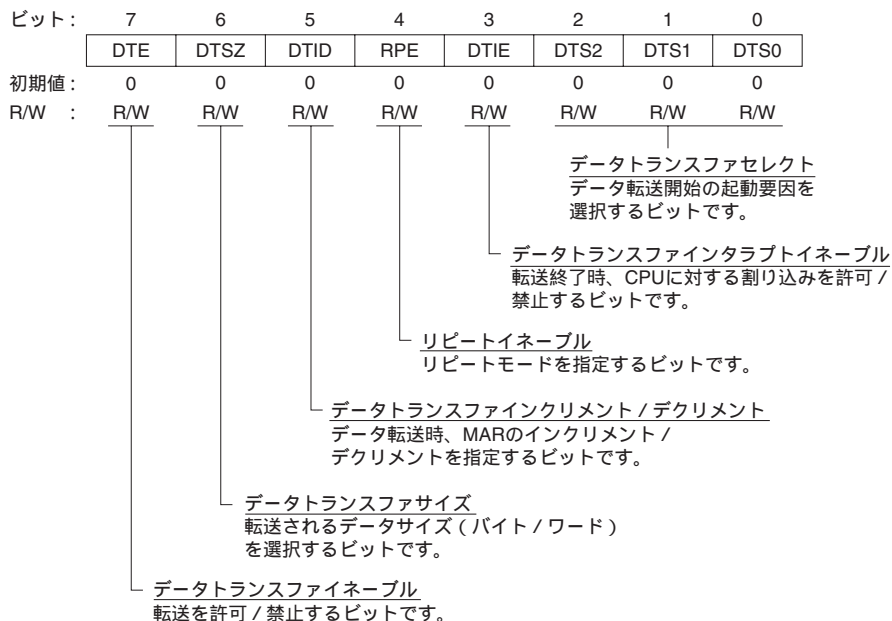 ビット： 7 6 5 4 3 2 1 0
DTE DTSZ DTID RPE DTIE DTS2 DTS1 DTS0
初期値： 0 0 0 0 0 0 0 0
R/W ： R/W R/W R/W R/W R/W R/W R/W R/W
データトランスファセレクト
データ転送開始の起動要因を
選択するビットです。
データトランスファインタラプトイネーブル
転送終了時、CPUに対する割り込みを許可／
禁止するビットです。
リピートイネーブル
リピートモードを指定するビットです。
データトランスファインクリメント／デクリメント
データ転送時、MARのインクリメント／
デクリメントを指定するビットです。
データトランスファサイズ
転送されるデータサイズ（バイト／ワード）
を選択するビットです。
データトランスファイネーブル
転送を許可／禁止するビットです。